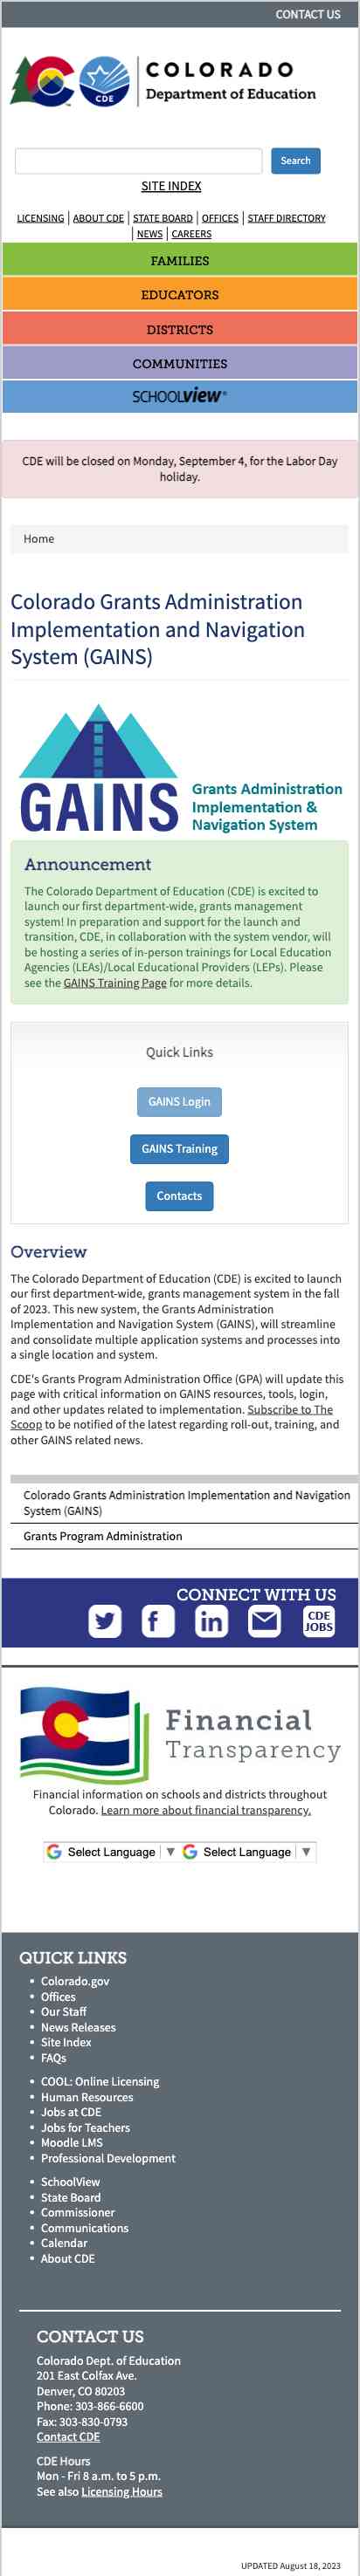 CONTACT US
COLORADO
Department of Education
CDE
Search
SITE INDEX
LICENSING | ABOUT CDE | STATE BOARD | OFFICES | STAFF DIRECTORY
| NEWS | CAREERS
FAMILIES
EDUCATORS
DISTRICTS
COMMUNITIES
SCHOOLVIEW®
CDE will be closed on Monday, September 4, for the Labor Day
holiday.
Home
Colorado Grants Administration
Implementation and Navigation
System (GAINS)
GAINS
Grants Administration
Implementation &
Navigation System
Announcement
The Colorado Department of Education (CDE) is excited to
launch our first department-wide, grants management
system! In preparation and support for the launch and
transition, CDE, in collaboration with the system vendor, will
be hosting a series of in-person trainings for Local Education
Agencies (LEAs)/Local Educational Providers (LEPs). Please
see the GAINS Training Page for more details.
Quick Links
GAINS Login
GAINS Training
Contacts
Overview
The Colorado Department of Education (CDE) is excited to launch
our first department-wide, grants management system in the fall
of 2023. This new system, the Grants Administration
Implementation and Navigation System (GAINS), will streamline
and consolidate multiple application systems and processes into
a single location and system.
CDE's Grants Program Administration Office (GPA) will update this
page with critical information on GAINS resources, tools, login,
and other updates related to implementation. Subscribe to The
Scoop to be notified of the latest regarding roll-out, training, and
other GAINS related news.
Colorado Grants Administration Implementation and Navigation
System (GAINS)
Grants Program Administration
CONNECT WITH US
CDE
JOBS
Financial
Transparency
Financial information on schools and districts throughout
Colorado. Learn more about financial transparency.
Select Language ▼ Select Language ▼
QUICK LINKS
• Colorado.gov
• Offices
• Our Staff
• News Releases
• Site Index
• FAQs
• COOL: Online Licensing
• Human Resources
• Jobs at CDE
• Jobs for Teachers
• Moodle LMS
• Professional Development
• SchoolView
• State Board
• Commissioner
• Communications
• Calendar
• About CDE
CONTACT US
Colorado Dept. of Education
201 East Colfax Ave.
Denver, CO 80203
Phone: 303-866-6600
Fax: 303-830-0793
Contact CDE
CDE Hours
Mon - Fri 8 a.m. to 5 p.m.
See also Licensing Hours
UPDATED August 18, 2023